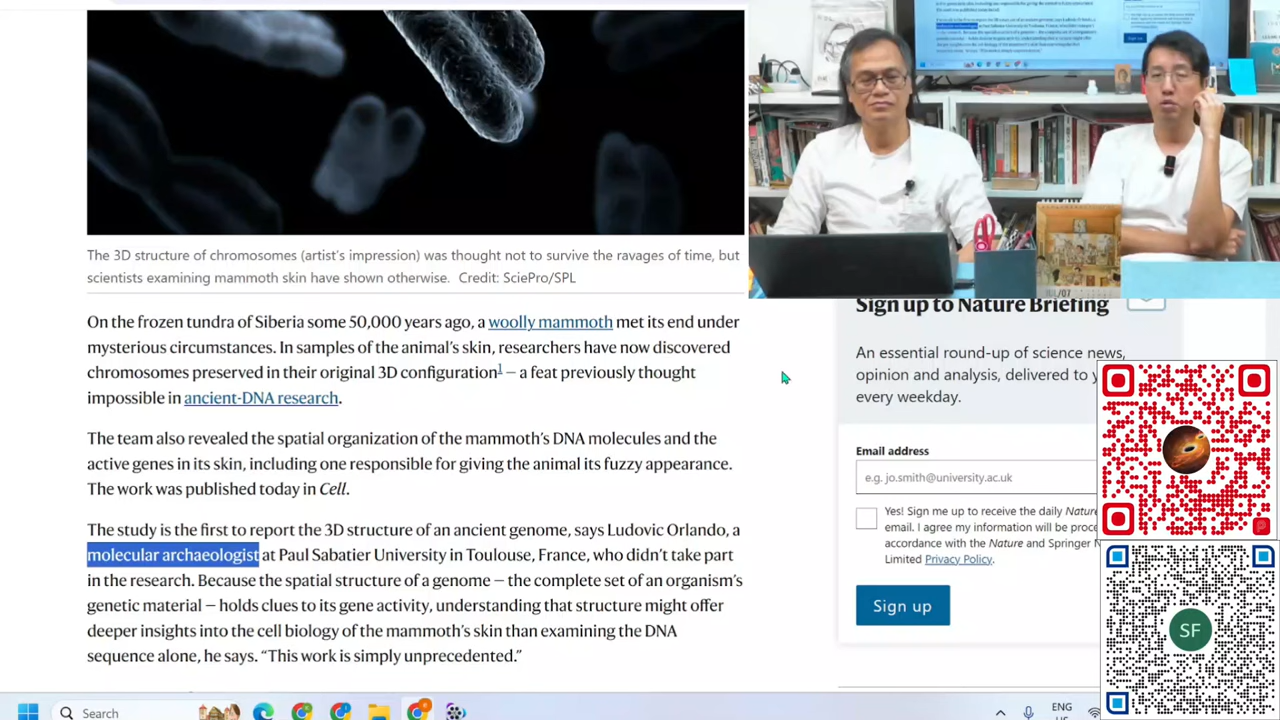 The 3D structure of chromosomes (artist's impression) was thought not to survive the ravages of time, but
scientists examining mammoth skin have shown otherwise. Credit: SciePro/SPL
On the frozen tundra of Siberia some 50,000 years ago, a woolly mammoth met its end under
mysterious circumstances. In samples of the animal's skin, researchers have now discovered
chromosomes preserved in their original 3D configuration1 — a feat previously thought
impossible in ancient-DNA research.
The team also revealed the spatial organization of the mammoth's DNA molecules and the
active genes in its skin, including one responsible for giving the animal its fuzzy appearance.
The work was published today in Cell.
The study is the first to report the 3D structure of an ancient genome, says Ludovic Orlando, a
molecular archaeologist at Paul Sabatier University in Toulouse, France, who didn't take part
in the research. Because the spatial structure of a genome — the complete set of an organism's
genetic material — holds clues to its gene activity, understanding that structure might offer
deeper insights into the cell biology of the mammoth's skin than examining the DNA
sequence alone, he says. “This work is simply unprecedented.”
Sign up to Nature Briefing
An essential round-up of science news,
opinion and analysis, delivered to
every weekday.
Email address
e.g. jo.smith@university.ac.uk
Yes! Sign me up to receive the daily
email. I agree my information will be
accordance with the Nature and Springer
Limited Privacy Policy.
Sign up
SF
Search
ENG